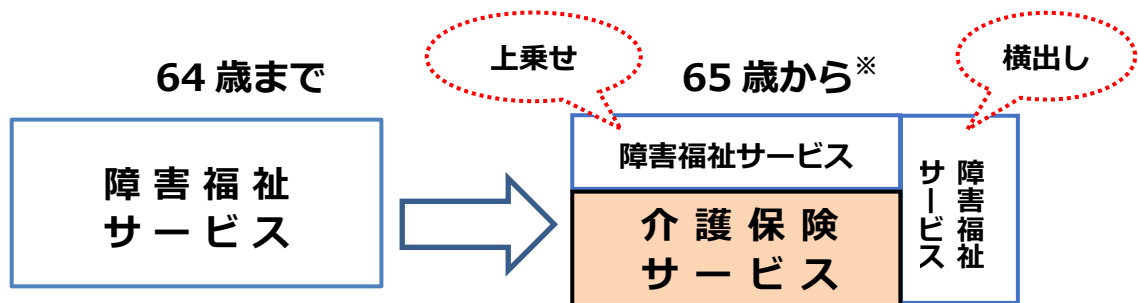 上乗せ
横出し
64歳まで
65歳から※
障害福祉
サービス
障害福祉サービス
介護保険
サービス
障害福祉
サービス